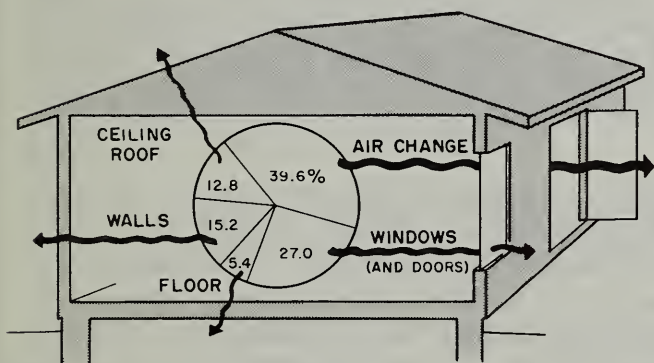 CEILING
ROOF
12.8
39.6%
AIR CHANGE
WALLS
15.2
WINDOWS
(AND DOORS)
27.0
5.4
FLOOR